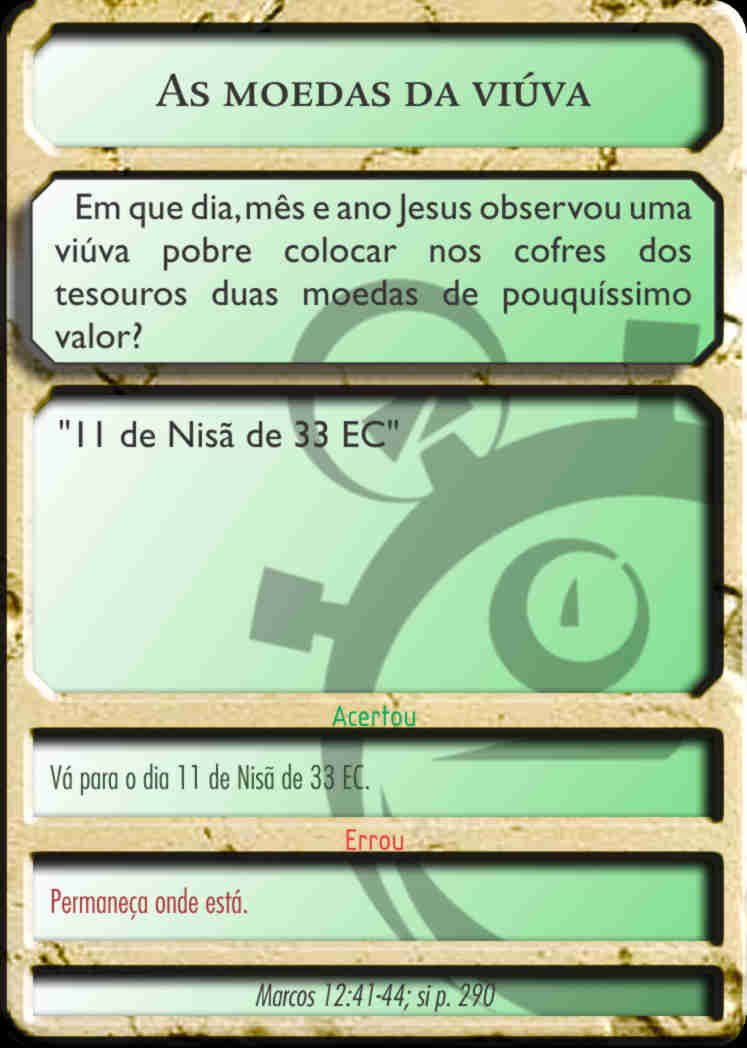 As moedas da viúva
Em que dia, mês e ano Jesus observou uma
viúva pobre colocar nos cofres dos
tesouros duas moedas de pouquíssimo
valor?
"11 de Nisã de 33 EC"
Acertou
Vá para o dia 11 de Nisã de 33 EC.
Errou
Permaneça onde está.
Marcos 12:41-44; si p. 290